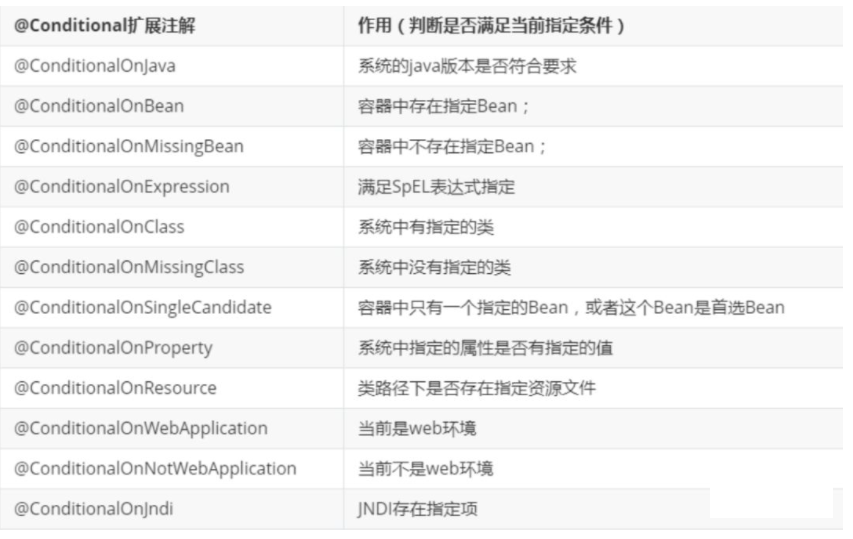 @Conditional扩展注解 作用（判断是否满足当前指定条件）
@ConditionalOnJava 系统的java版本是否符合要求
@ConditionalOnBean 容器中存在指定Bean；
@ConditionalOnMissingBean 容器中不存在指定Bean；
@ConditionalOnExpression 满足SpEL表达式指定
@ConditionalOnClass 系统中有指定的类
@ConditionalOnMissingClass 系统中没有指定的类
@ConditionalOnSingleCandidate 容器中只有一个指定的Bean，或者这个Bean是首选Bean
@ConditionalOnProperty 系统中指定的属性是否有指定的值
@ConditionalOnResource 类路径下是否存在指定资源文件
@ConditionalOnWebApplication 当前是web环境
@ConditionalOnNotWebApplication 当前不是web环境
@ConditionalOnJndi JNDI存在指定项